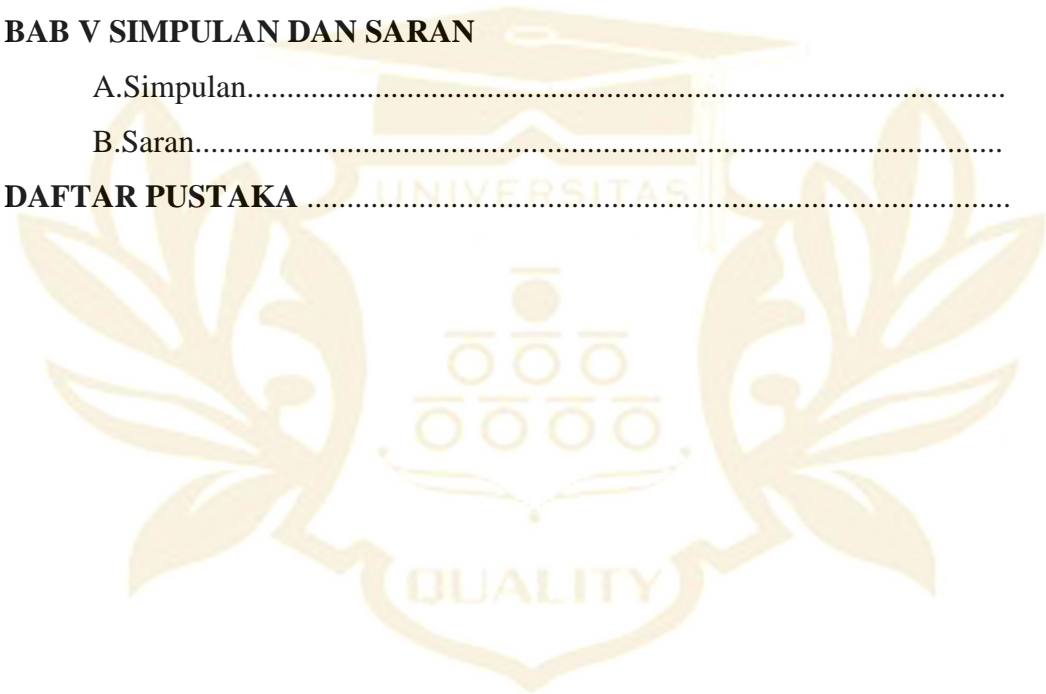 BAB V SIMPULAN DAN SARAN
A.Simpulan..............................................................................................
B.Saran....................................................................................................
DAFTAR PUSTAKA .......................................................................................
UNIVERSITAS
QUALITY